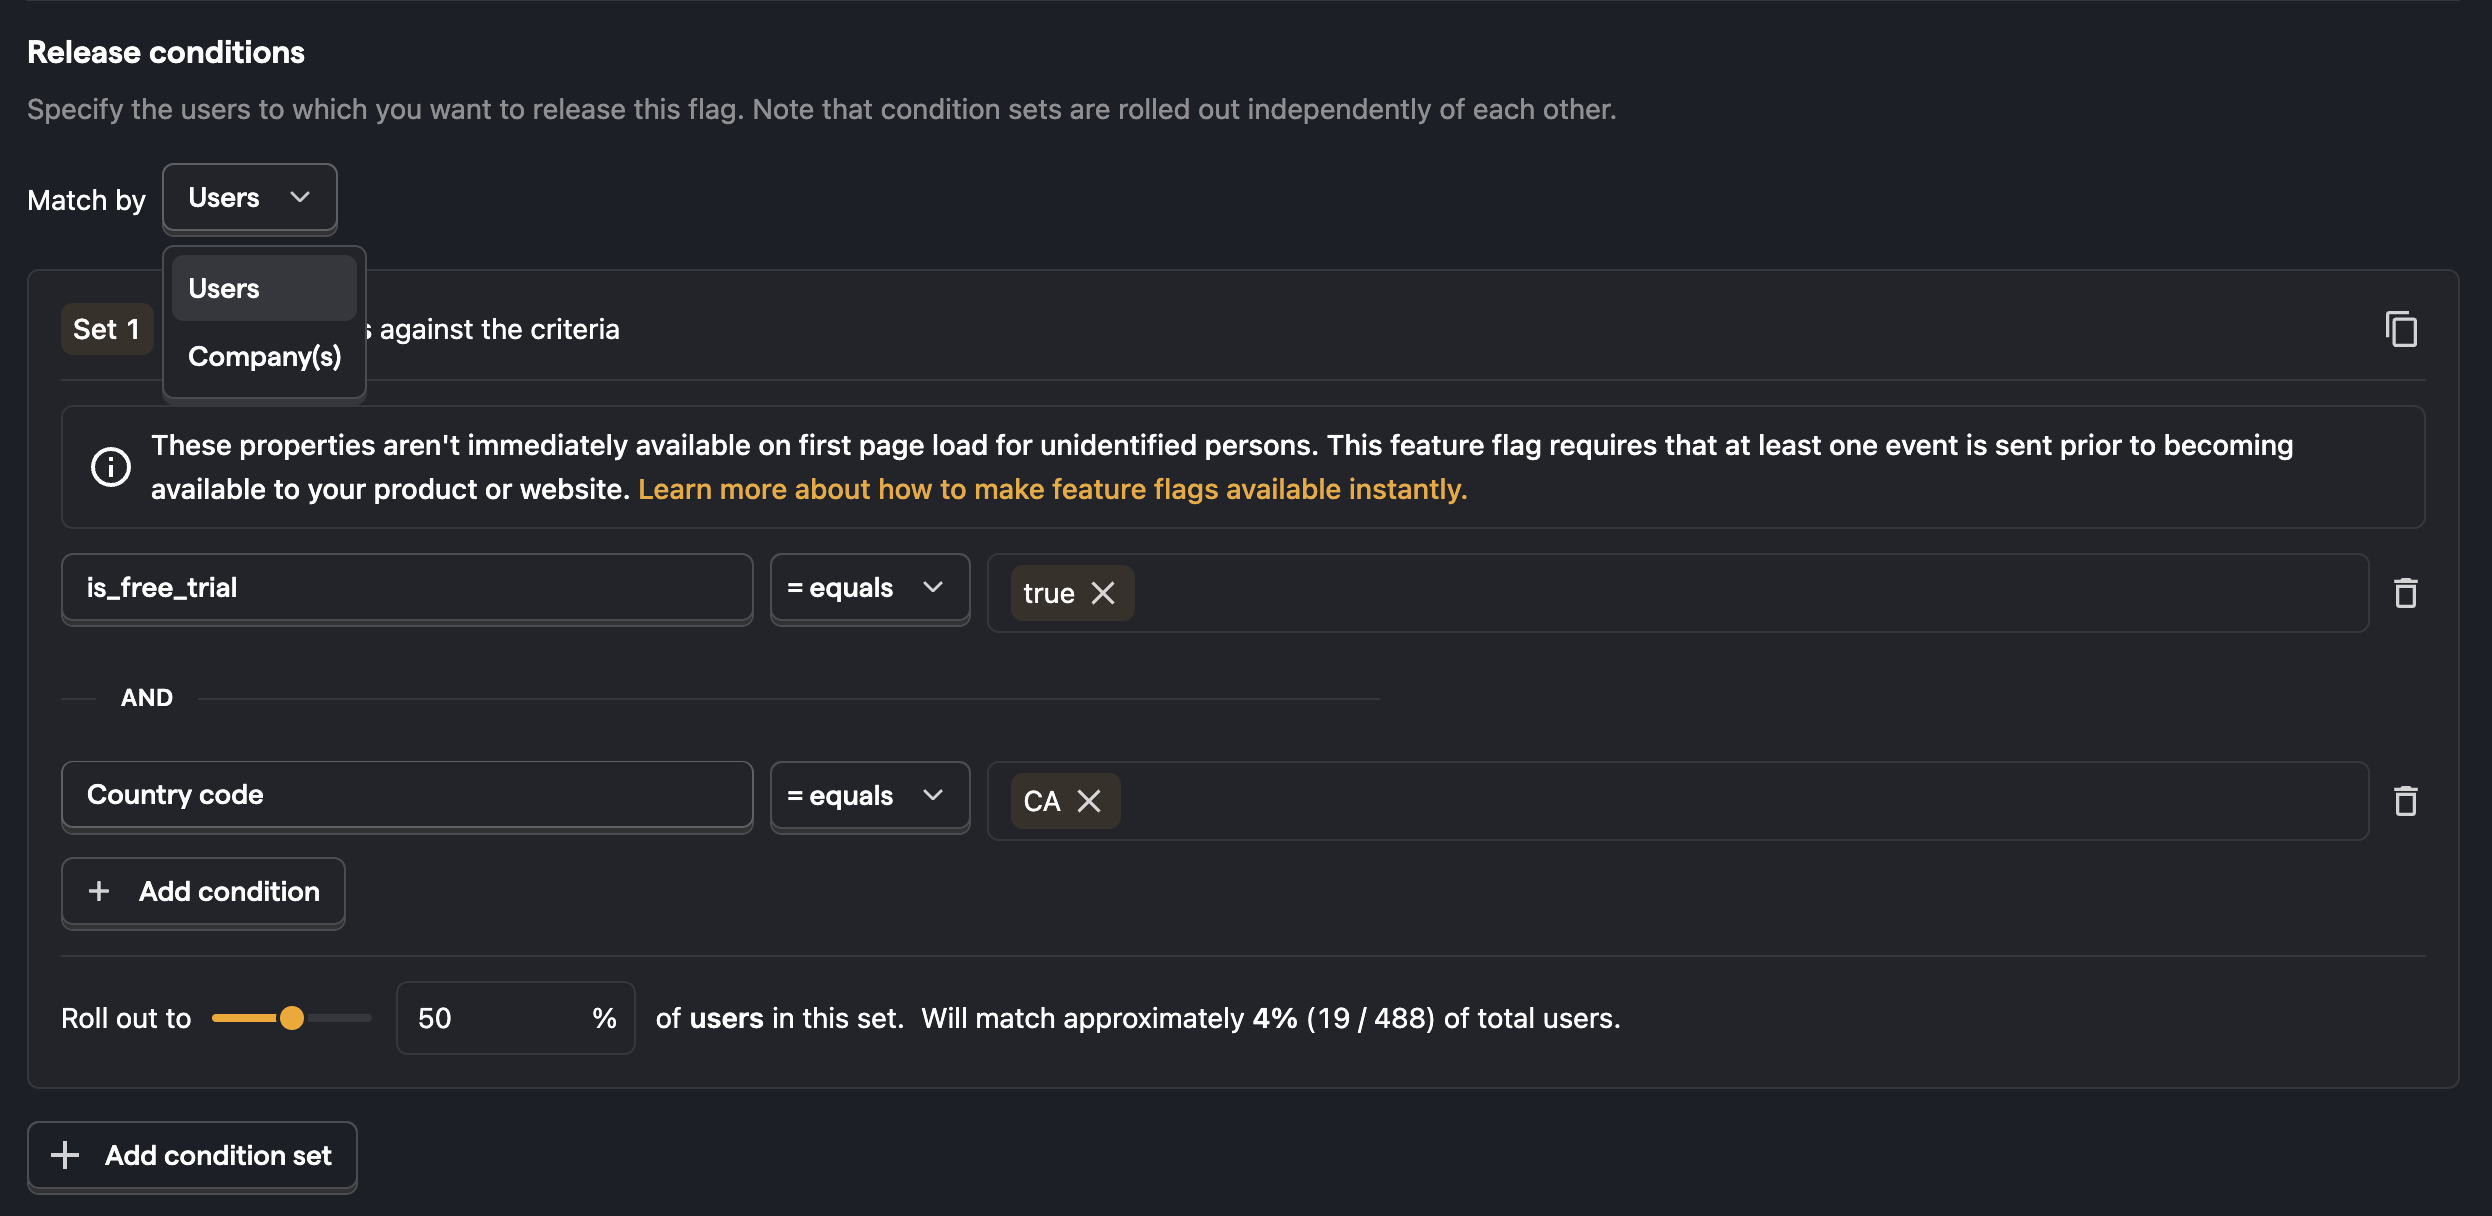 Release conditions
Specify the users to which you want to release this flag. Note that condition sets are rolled out independently of each other.
Match by Users
Users
Company(s)
Set 1 against the criteria
These properties aren't immediately available on first page load for unidentified persons. This feature flag requires that at least one event is sent prior to becoming
available to your product or website. Learn more about how to make feature flags available instantly.
is_free_trial = equals true
AND
Country code = equals CA
+ Add condition
Roll out to 50 % of users in this set. Will match approximately 4% (19 / 488) of total users.
+ Add condition set